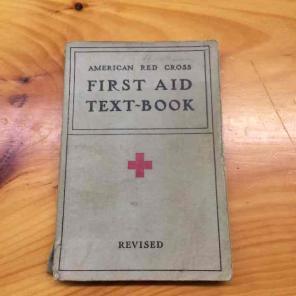 AMERICAN RED CROSS
FIRST AID
TEXT-BOOK
REVISED